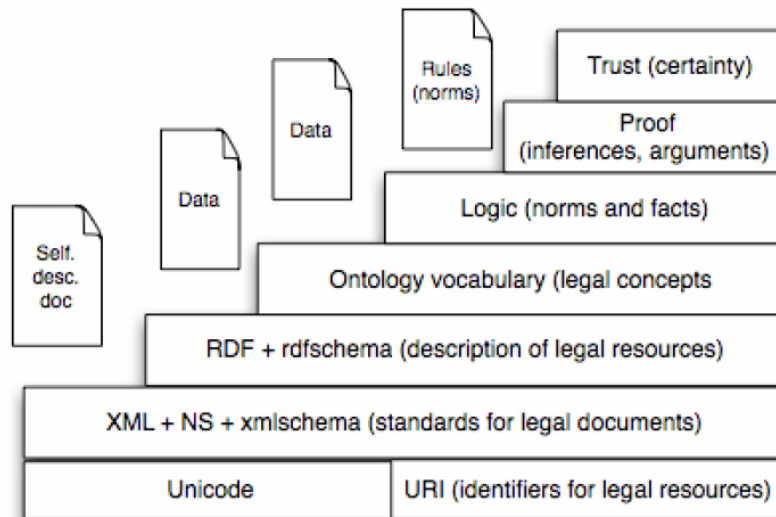 Rules
(norms)
Trust (certainty)
Data
Proof
(inferences, arguments)
Data
Logic (norms and facts)
Self.
desc.
doc
Ontology vocabulary (legal concepts
RDF + rdfschema (description of legal resources)
XML + NS + xmlschema (standards for legal documents)
Unicode
URI (identifiers for legal resources)